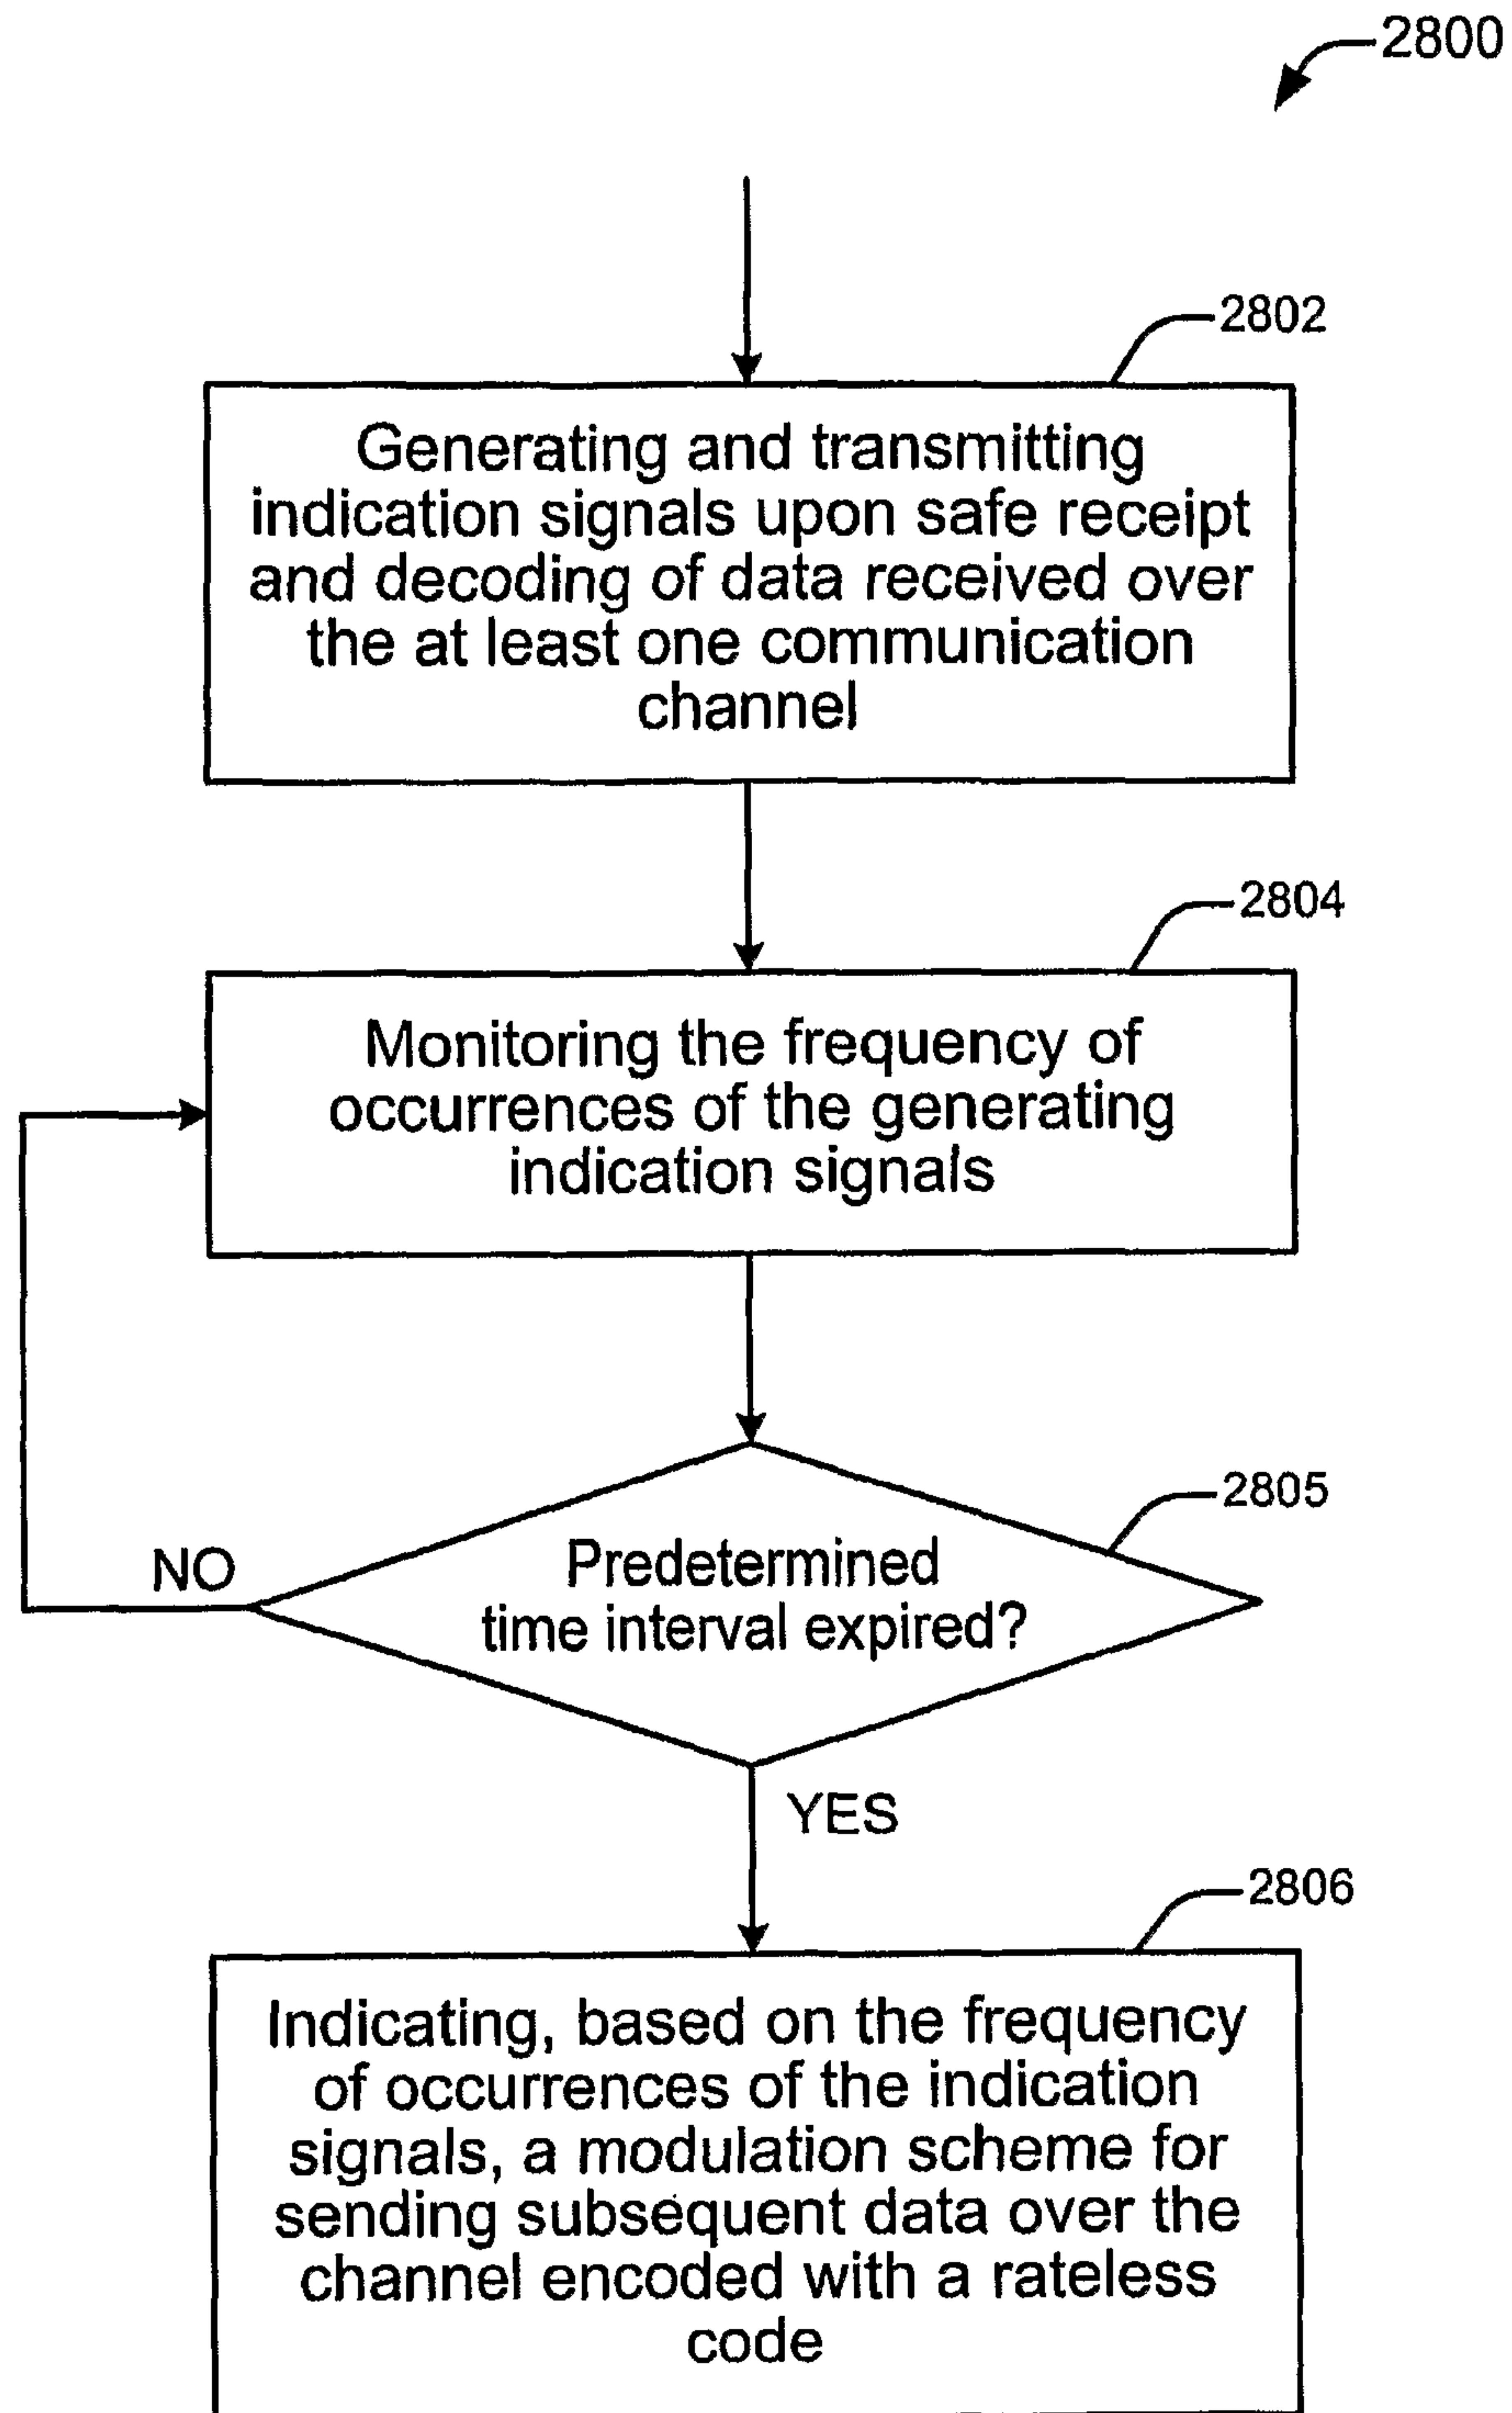 2800
2802
Generating and transmitting
indication signals upon safe receipt
and decoding of data received over
the at least one communication
channel
2804
Monitoring the frequency of
occurrences of the generating
indication signals
2805
NO
Predetermined
time interval expired?
YES
2806
Indicating, based on the frequency
of occurrences of the indication
signals, a modulation scheme for
sending subsequent data over the
channel encoded with a rateless
code